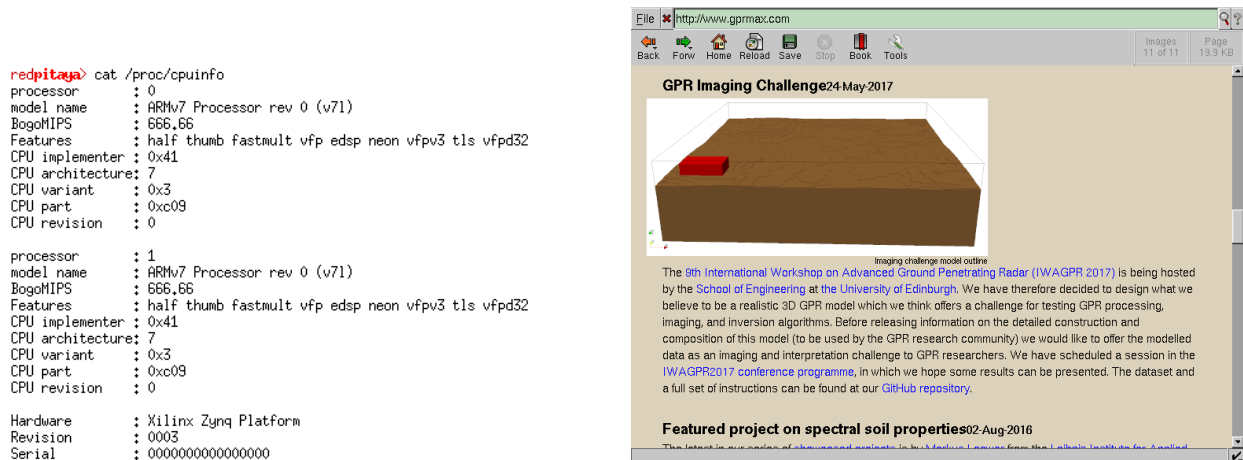 redpitaya> cat /proc/cpuinfo
processor : 0
model name : ARMv7 Processor rev 0 (v7l)
BogoMIPS : 666.66
Features : half thumb fastmult vfp edsp neon vfpv3 tls vfpd32
CPU implementer : 0x41
CPU architecture: 7
CPU variant : 0x3
CPU part : 0xc09
CPU revision : 0
processor : 1
model name : ARMv7 Processor rev 0 (v7l)
BogoMIPS : 666.66
Features : half thumb fastmult vfp edsp neon vfpv3 tls vfpd32
CPU implementer : 0x41
CPU architecture: 7
CPU variant : 0x3
CPU part : 0xc09
CPU revision : 0
Hardware : Xilinx Zynq Platform
Revision : 0003
Serial : 0000000000000000
File http://www.gprmax.com ?
Back Forw Home Reload Save Stop Book Tools
Images Page
11 of 11 19.9 KB
GPR Imaging Challenge24-May-2017
Imaging challenge model outline
The 9th International Workshop on Advanced Ground Penetrating Radar (IWAGPR 2017) is being hosted
by the School of Engineering at the University of Edinburgh. We have therefore decided to design what we
believe to be a realistic 3D GPR model which we think offers a challenge for testing GPR processing,
imaging, and inversion algorithms. Before releasing information on the detailed construction and
composition of this model (to be used by the GPR research community) we would like to offer the modelled
data as an imaging and interpretation challenge to GPR researchers. We have scheduled a session in the
IWAGPR2017 conference programme, in which we hope some results can be presented. The dataset and
a full set of instructions can be found at our GitHub repository.
Featured project on spectral soil properties02-Aug-2016